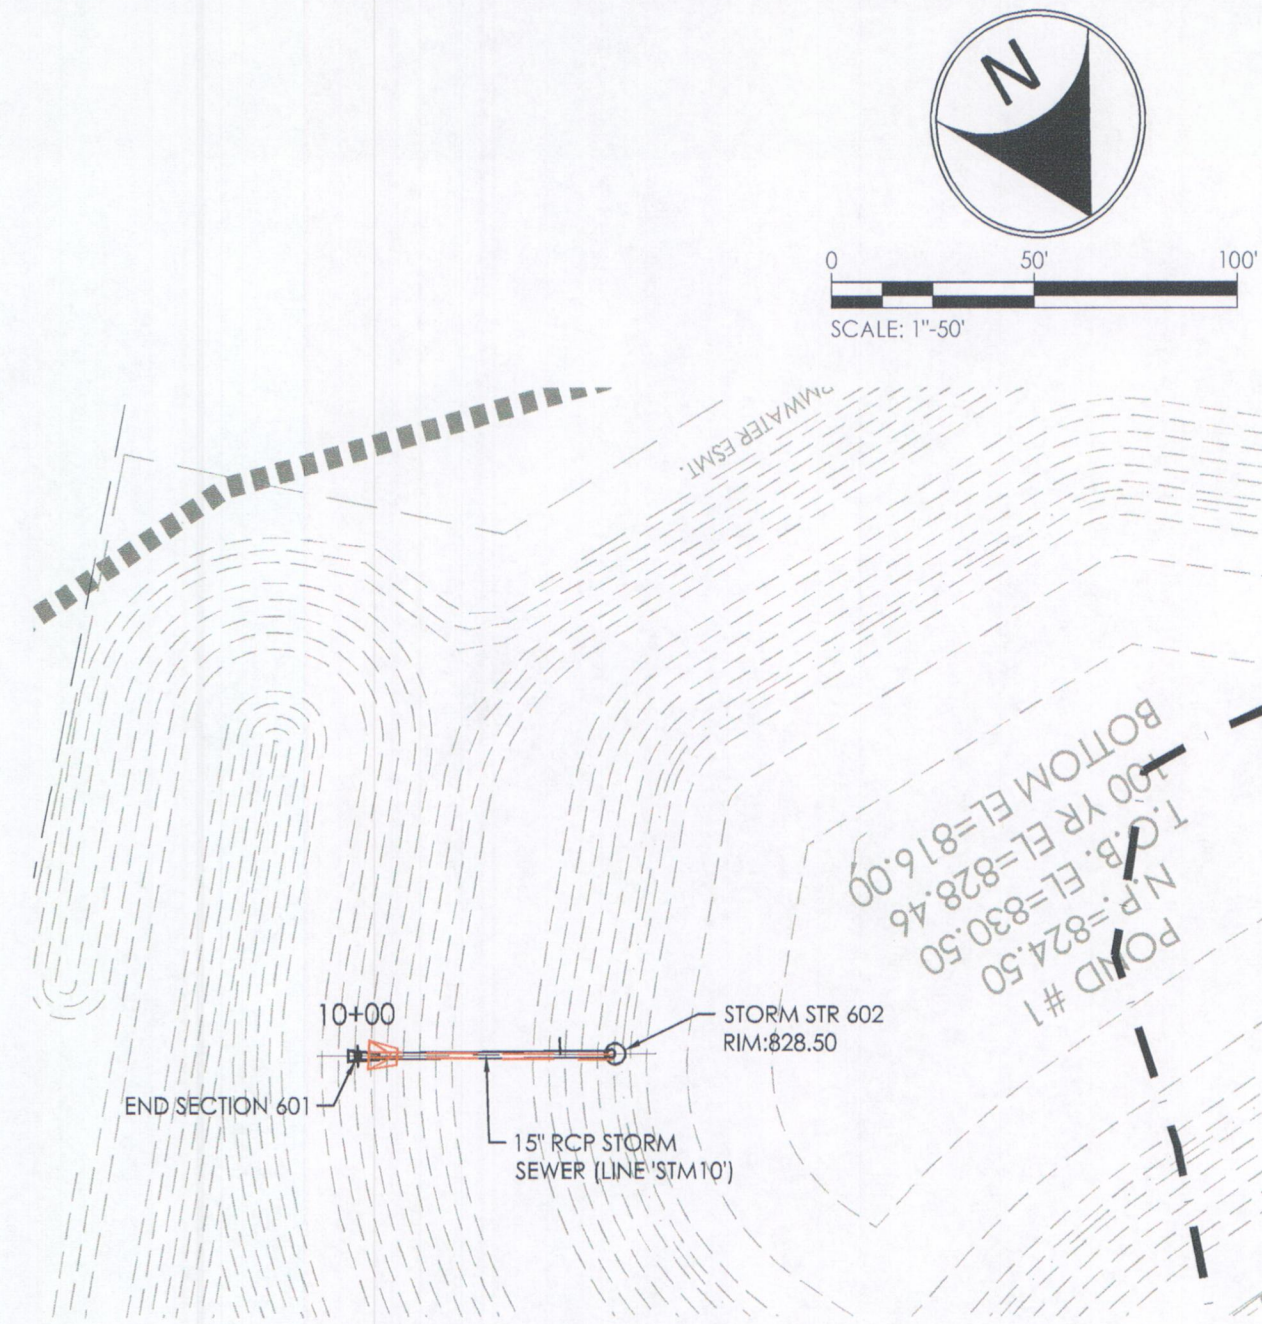 N
0 50' 100'
SCALE: 1"-50'
MWATER ESMT.
POND #1
N.P.=824.50
T.O.B. EL=830.50
100 YR EL=828.46
BOTTOM EL=816.00
10+00
STORM STR 602
RIM:828.50
END SECTION 601
15" RCP STORM
SEWER (LINE 'STM10')